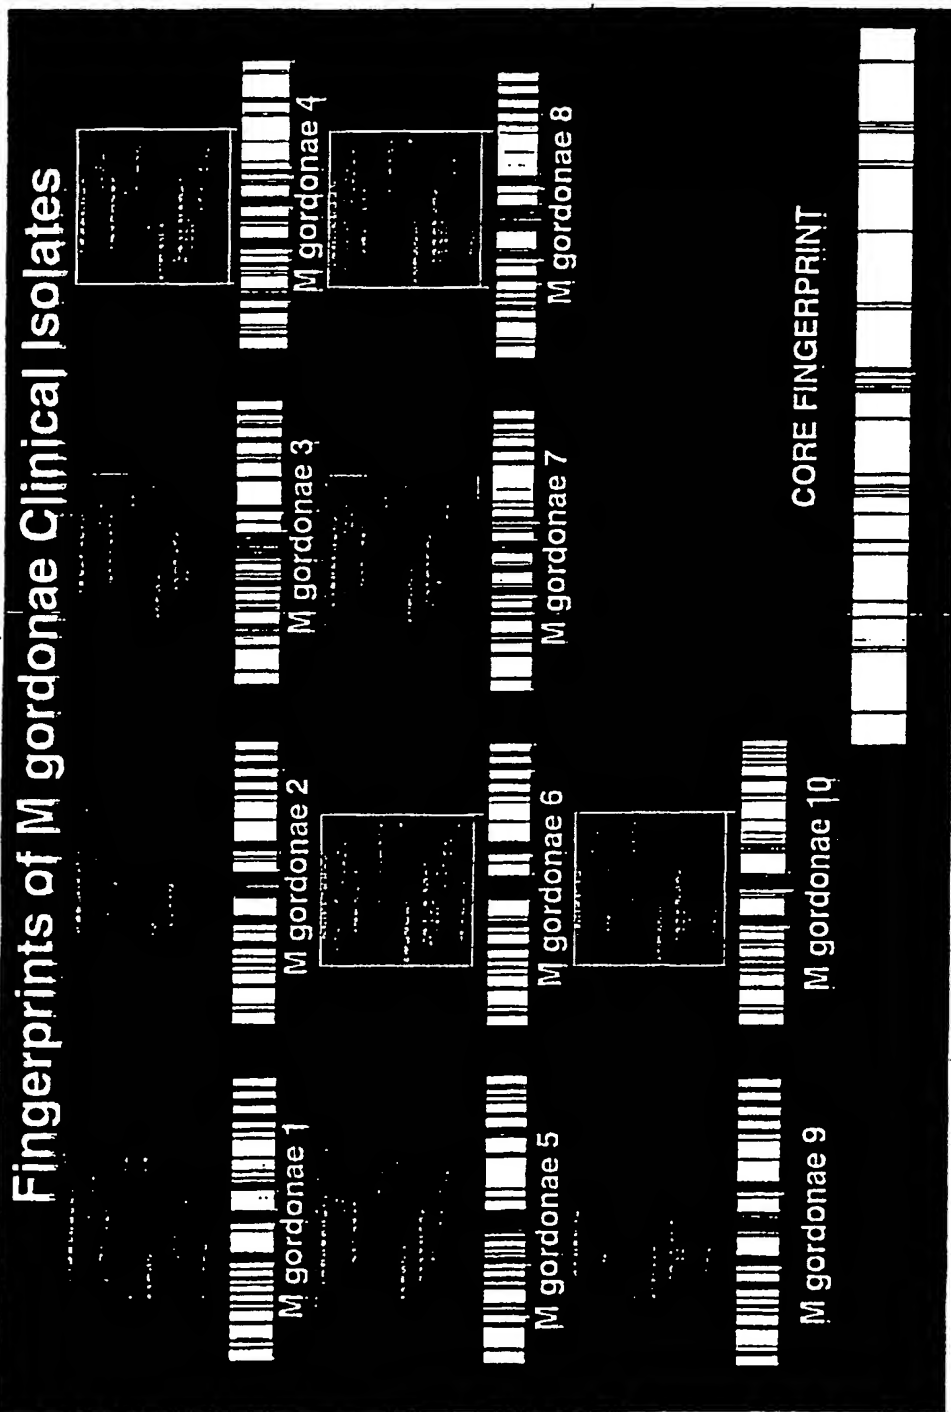 Fingerprints of M gordonae Clinical Isolates
M gordonae 1
M gordonae 2
M gordonae 3
M gordonae 4
M gordonae 5
M gordonae 6
M gordonae 7
M gordonae 8
M gordonae 9
M gordonae 10
CORE FINGERPRINT